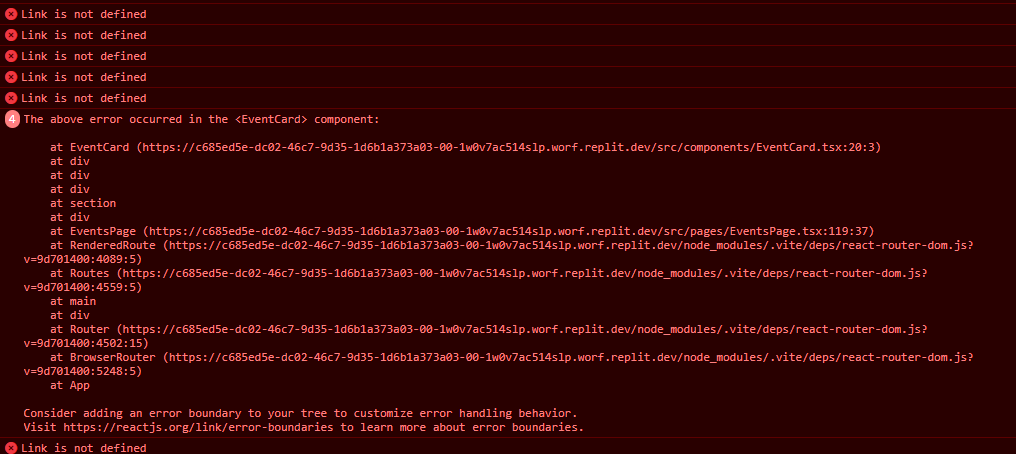 Link is not defined
Link is not defined
Link is not defined
Link is not defined
Link is not defined
4 The above error occurred in the <EventCard> component:
at EventCard (https://c685ed5e-dc02-46c7-9d35-1d6b1a373a03-00-1w0v7ac514slp.worf.replit.dev/src/components/EventCard.tsx:20:3)
at div
at div
at div
at section
at div
at EventsPage (https://c685ed5e-dc02-46c7-9d35-1d6b1a373a03-00-1w0v7ac514slp.worf.replit.dev/src/pages/EventsPage.tsx:119:37)
at RenderedRoute (https://c685ed5e-dc02-46c7-9d35-1d6b1a373a03-00-1w0v7ac514slp.worf.replit.dev/node_modules/.vite/deps/react-router-dom.js?
v=9d701400:4089:5)
at Routes (https://c685ed5e-dc02-46c7-9d35-1d6b1a373a03-00-1w0v7ac514slp.worf.replit.dev/node_modules/.vite/deps/react-router-dom.js?
v=9d701400:4559:5)
at main
at div
at Router (https://c685ed5e-dc02-46c7-9d35-1d6b1a373a03-00-1w0v7ac514slp.worf.replit.dev/node_modules/.vite/deps/react-router-dom.js?
v=9d701400:4502:15)
at BrowserRouter (https://c685ed5e-dc02-46c7-9d35-1d6b1a373a03-00-1w0v7ac514slp.worf.replit.dev/node_modules/.vite/deps/react-router-dom.js?
v=9d701400:5248:5)
at App
Consider adding an error boundary to your tree to customize error handling behavior.
Visit https://reactjs.org/link/error-boundaries to learn more about error boundaries.
Link is not defined